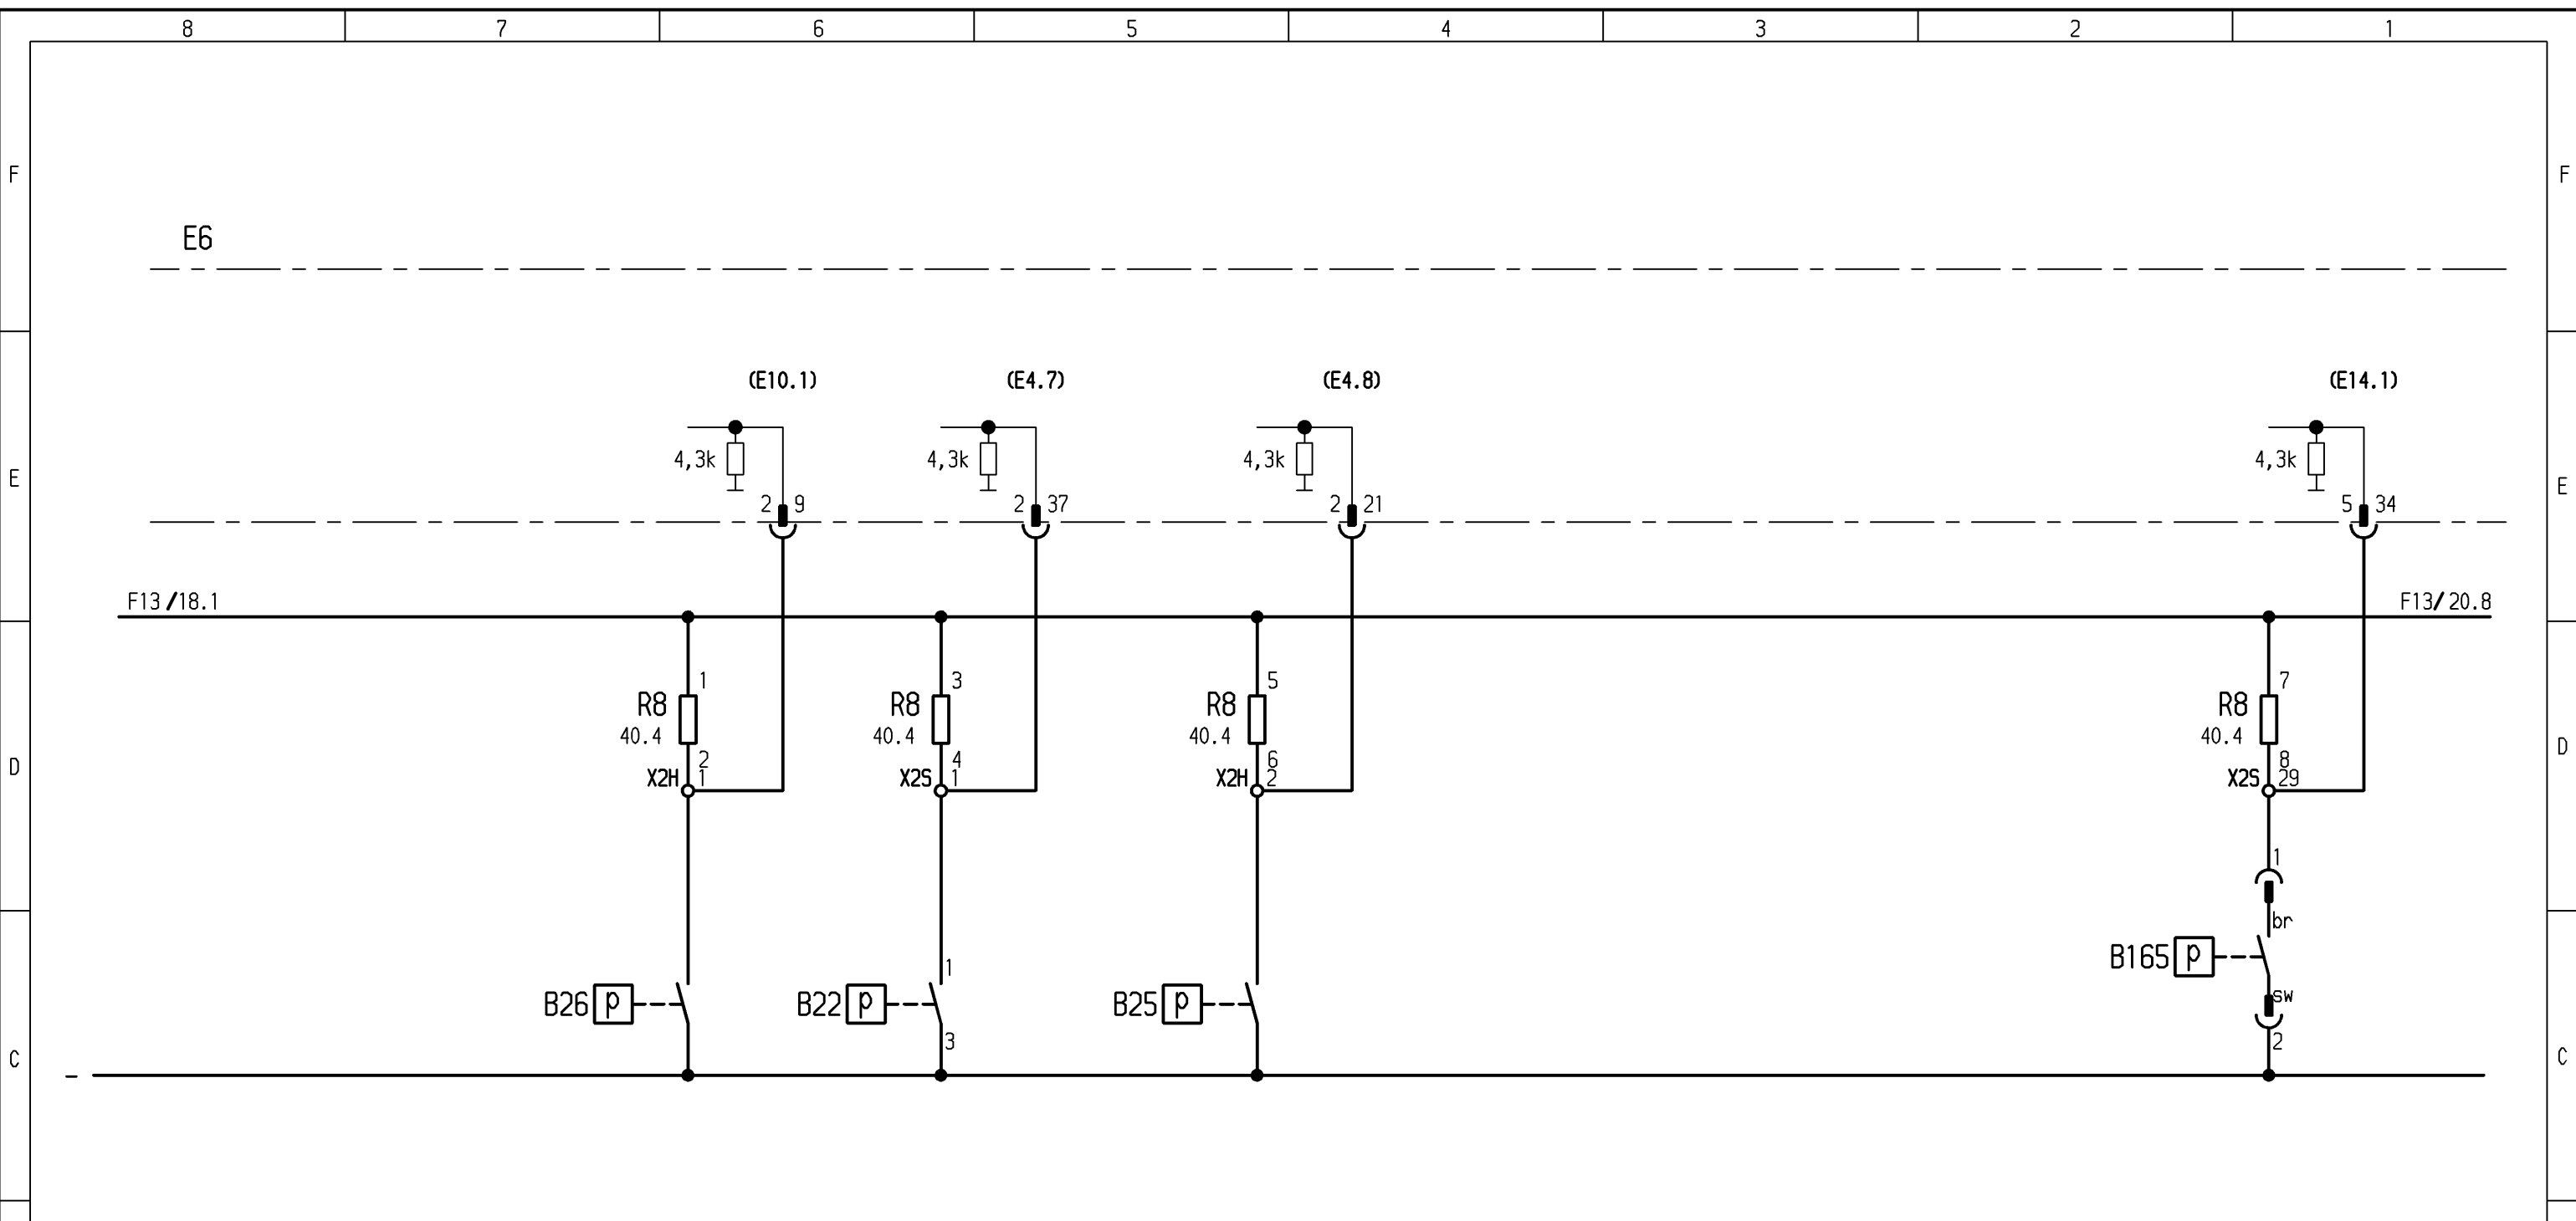 8 7 6 5 4 3 2 1
F F
E6
(E10.1) (E4.7) (E4.8) (E14.1)
4,3k 4,3k 4,3k 4,3k
E E
2 9 2 37 2 21 5 34
F13/18.1 F13/20.8
1 3 5 7
R8 R8 R8 R8
40.4 40.4 40.4 40.4
2 4 6 8
D D
X2H 1 X2S 1 X2H 2 X2S 29
1
br
B165 p
1
sw
B26 p B22 p B25 p
3 2
C C
-